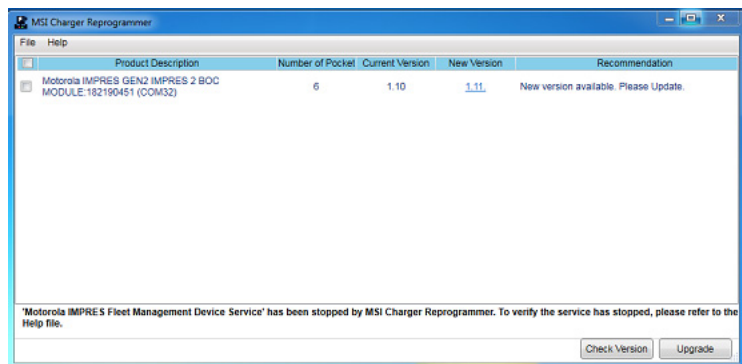 MSI Charger Reprogrammer
File Help
Product Description Number of Pocket Current Version New Version Recommendation
Motorola IMPRES GEN2 IMPRES 2 BOC 6 1.10 1.11. New version available. Please Update.
MODULE:182190451 (COM32)
'Motorola IMPRES Fleet Management Device Service' has been stopped by MSI Charger Reprogrammer. To verify the service has stopped, please refer to the
Help file.
Check Version Upgrade